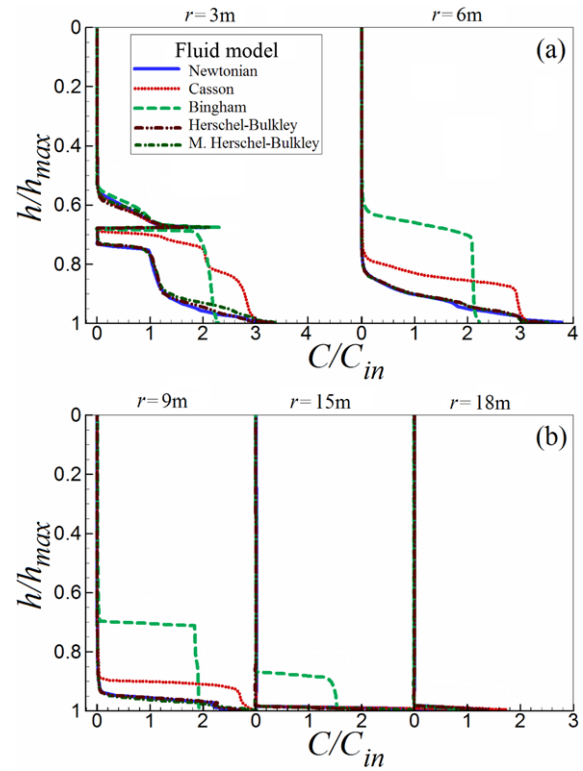 r = 3m r = 6m
(a)
Fluid model
Newtonian
Casson
Bingham
Herschel-Bulkley
M. Herschel-Bulkley
h/hmax
0
0.2
0.4
0.6
0.8
1
0 1 2 3 4 0 1 2 3 4
C/Cin
r = 9m r = 15m r = 18m
(b)
h/hmax
0
0.2
0.4
0.6
0.8
1
0 1 2 0 1 2 0 1 2 3
C/Cin